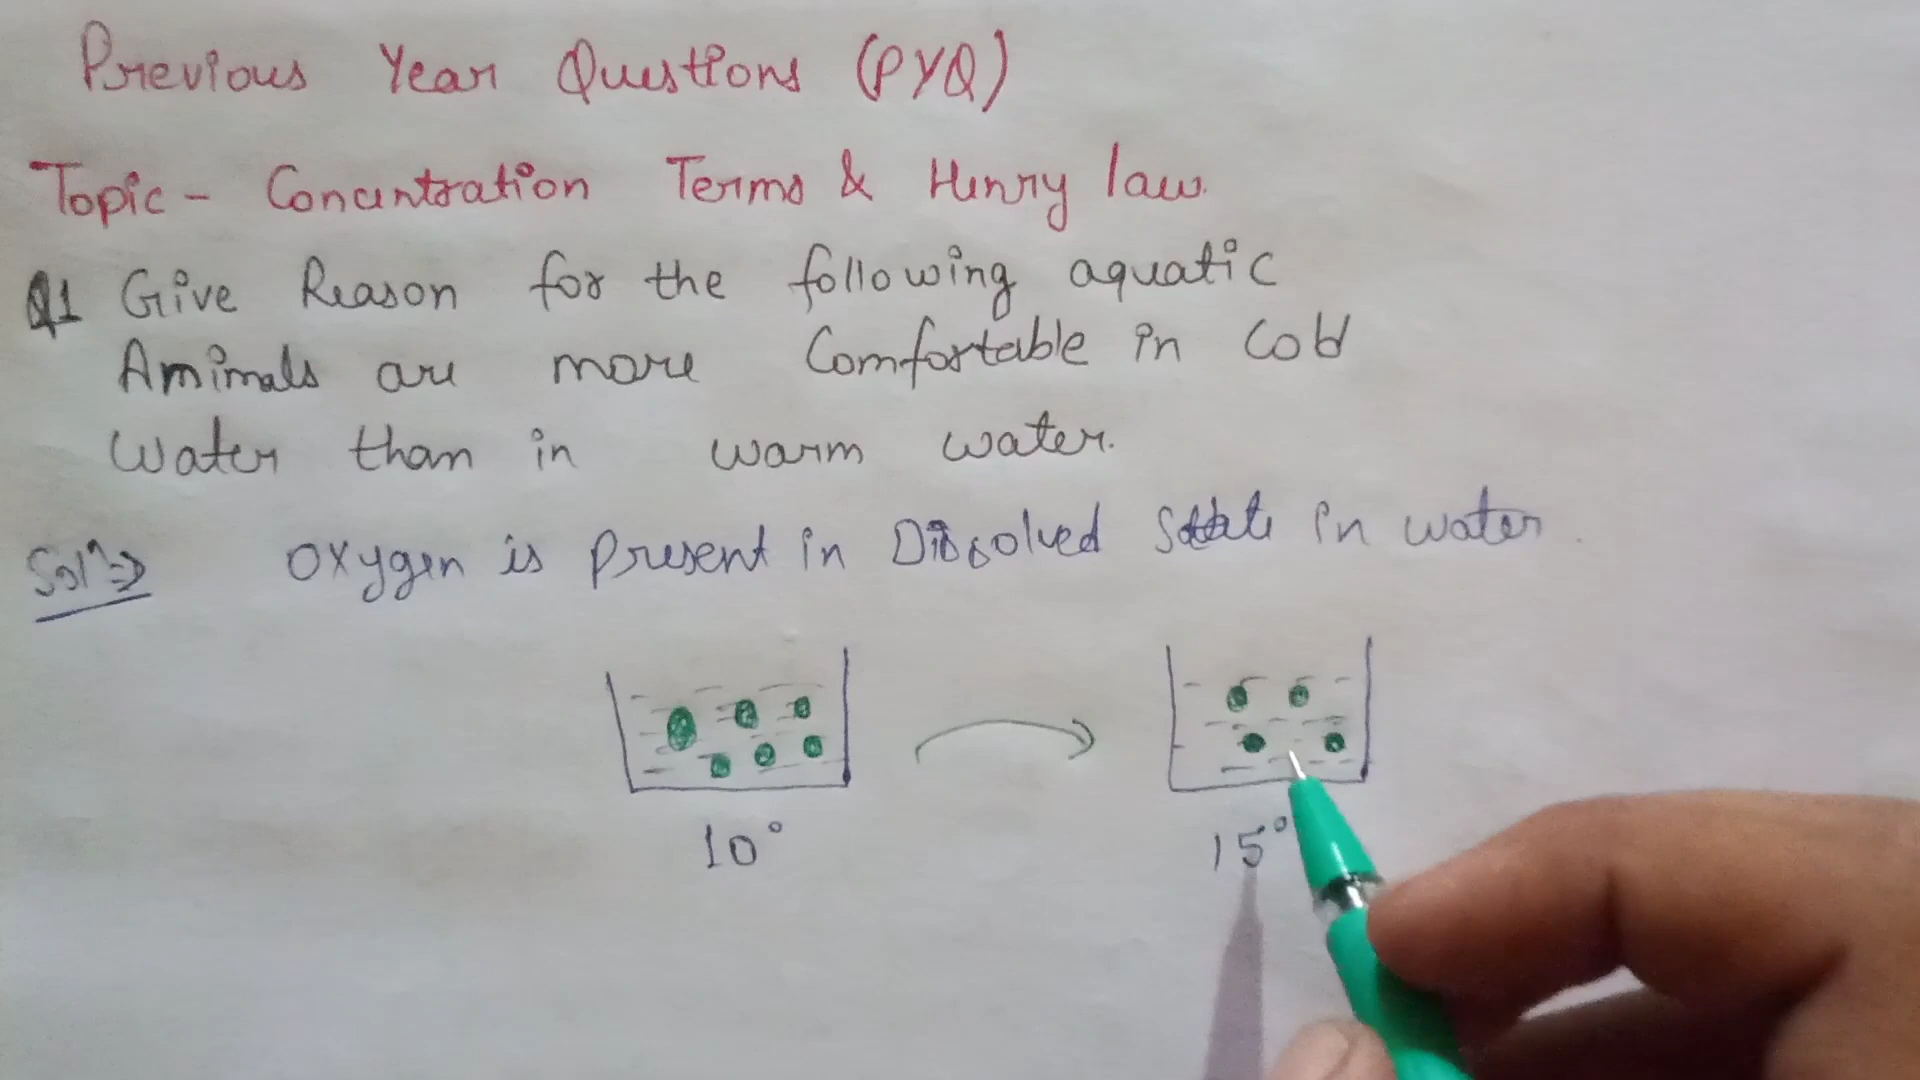 Previous Year Questions (PYQ)
Topic - Concentration Terms & Henry law
Q1 Give Reason for the following aquatic
Animals are more Comfortable in Cold
Water than in warm water.
Soln⇒ Oxygen is present in Dissolved State in water.
10° 15°